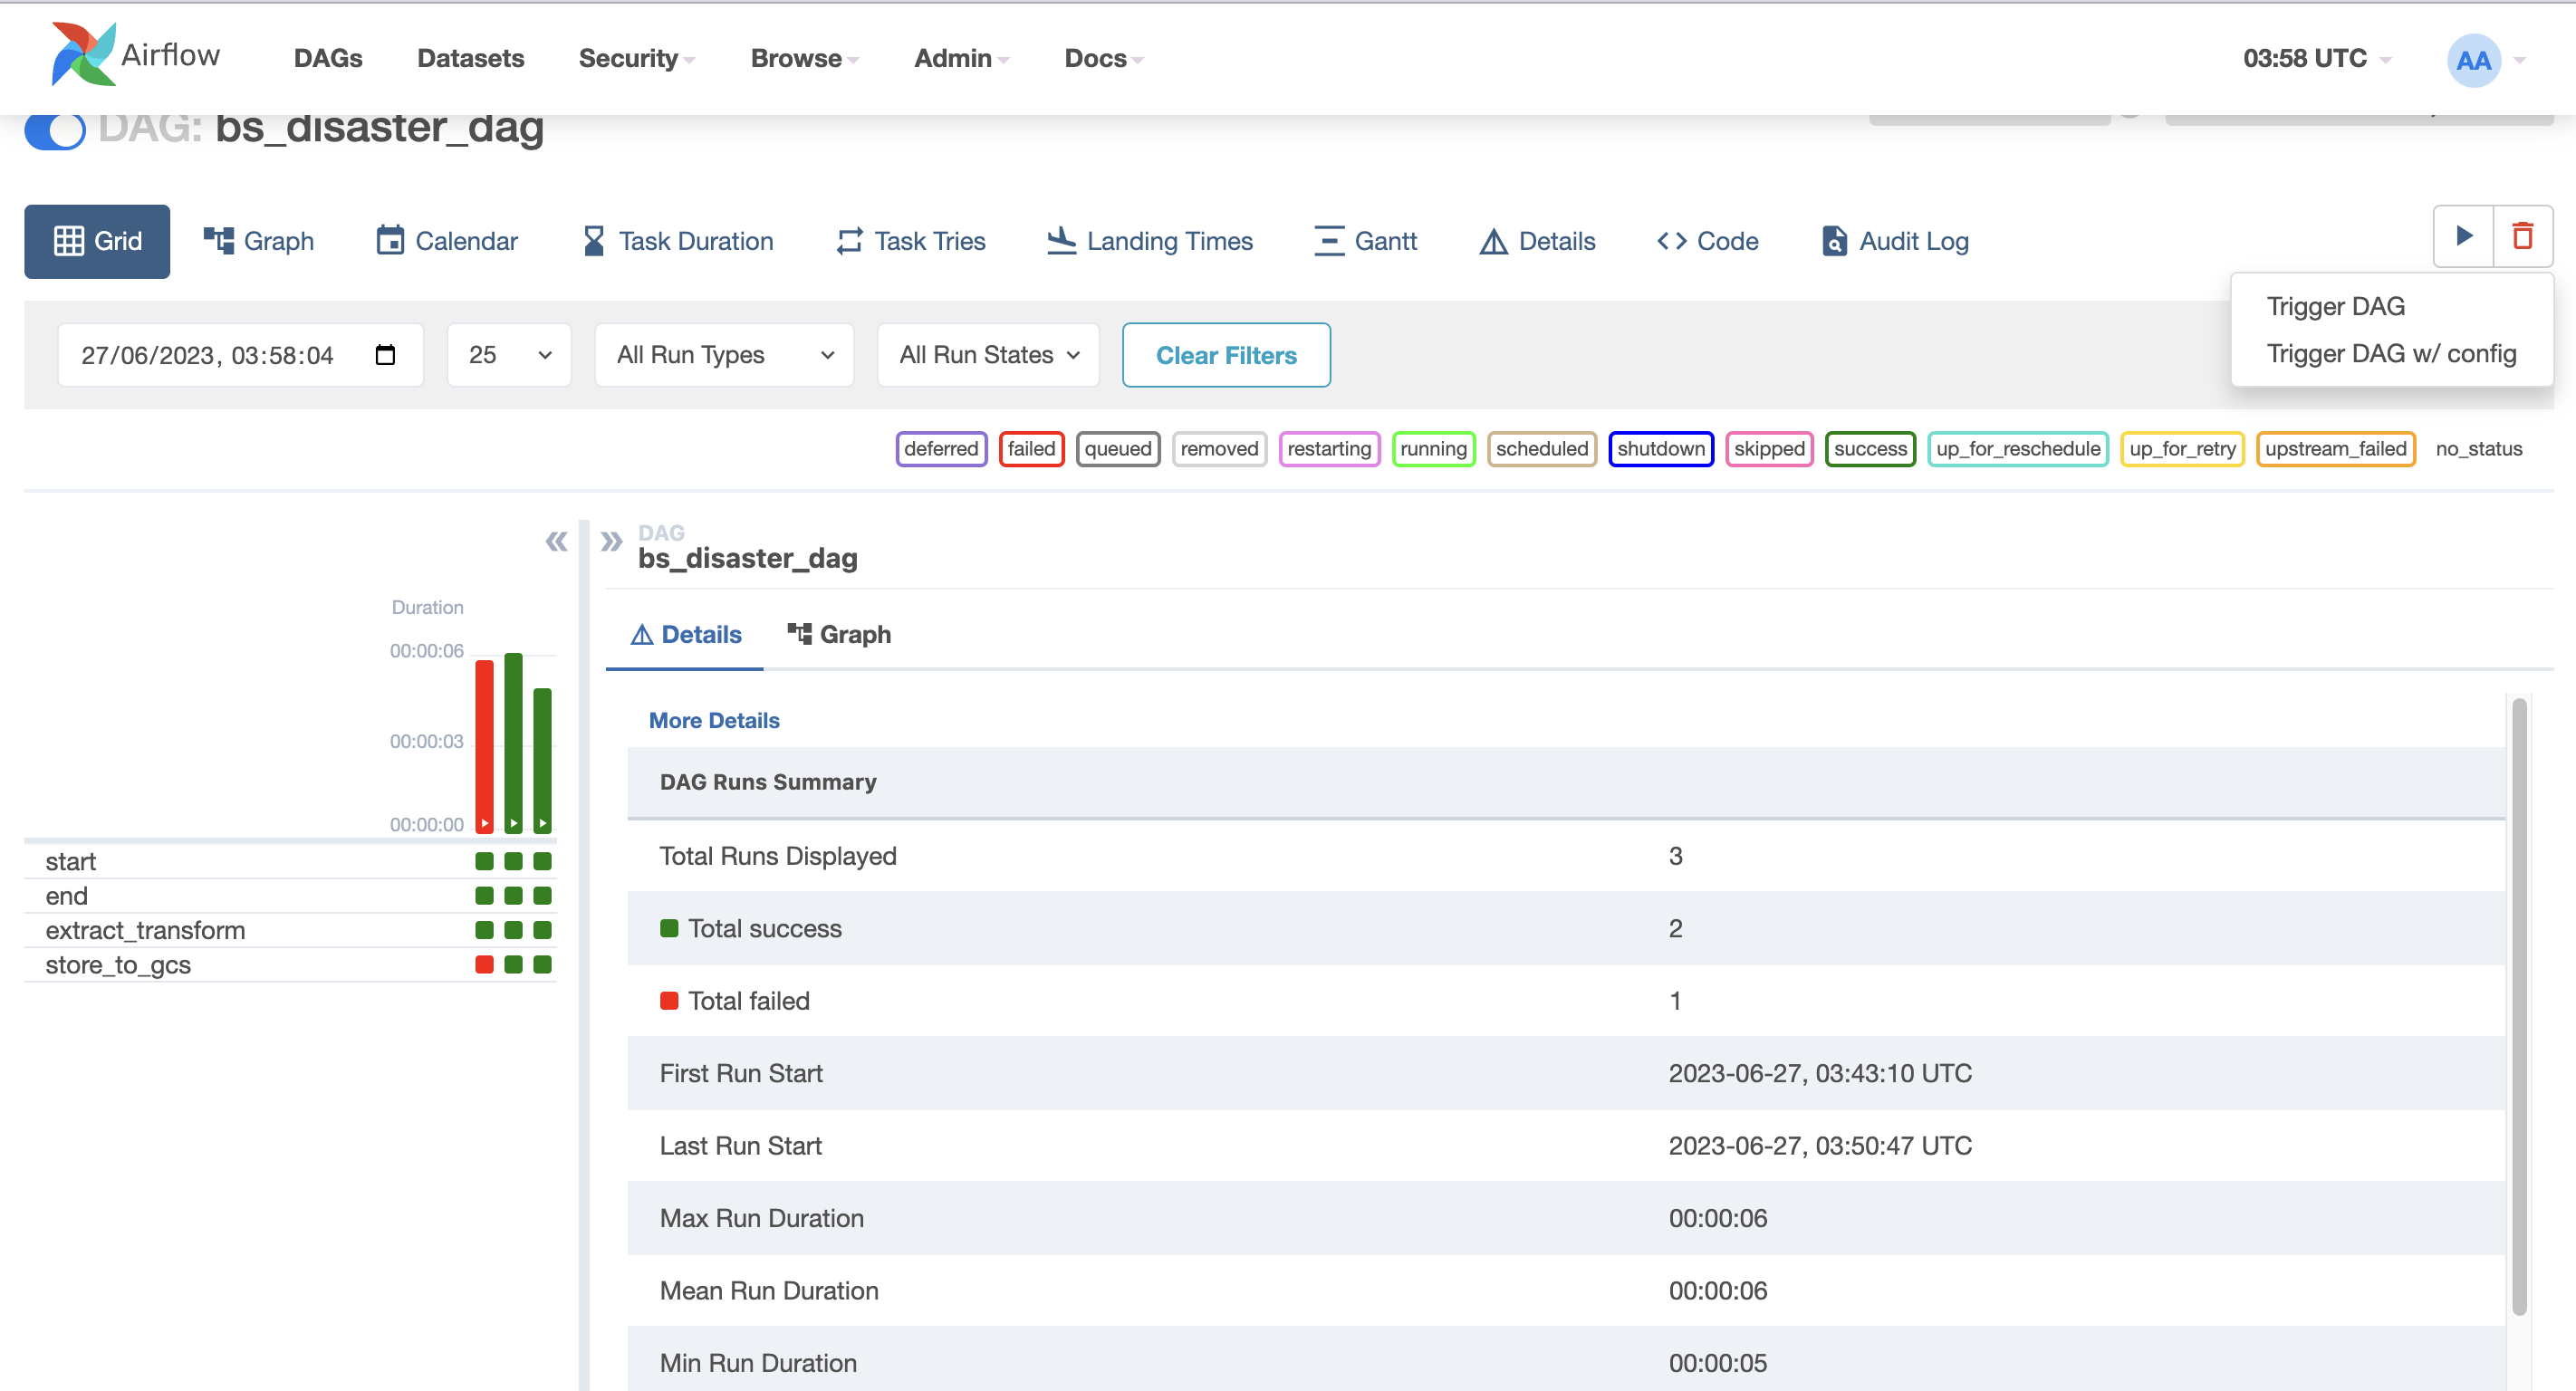 Airflow DAGs Datasets Security Browse Admin Docs 03:58 UTC AA
DAG: bs_disaster_dag
Grid Graph Calendar Task Duration Task Tries Landing Times Gantt Details Code Audit Log
Trigger DAG
Trigger DAG w/ config
27/06/2023, 03:58:04 25 All Run Types All Run States Clear Filters
deferred failed queued removed restarting running scheduled shutdown skipped success up_for_reschedule up_for_retry upstream_failed no_status
DAG
bs_disaster_dag
Duration
00:00:06
00:00:03
00:00:00
start
end
extract_transform
store_to_gcs
Details Graph
More Details
DAG Runs Summary
Total Runs Displayed 3
Total success 2
Total failed 1
First Run Start 2023-06-27, 03:43:10 UTC
Last Run Start 2023-06-27, 03:50:47 UTC
Max Run Duration 00:00:06
Mean Run Duration 00:00:06
Min Run Duration 00:00:05